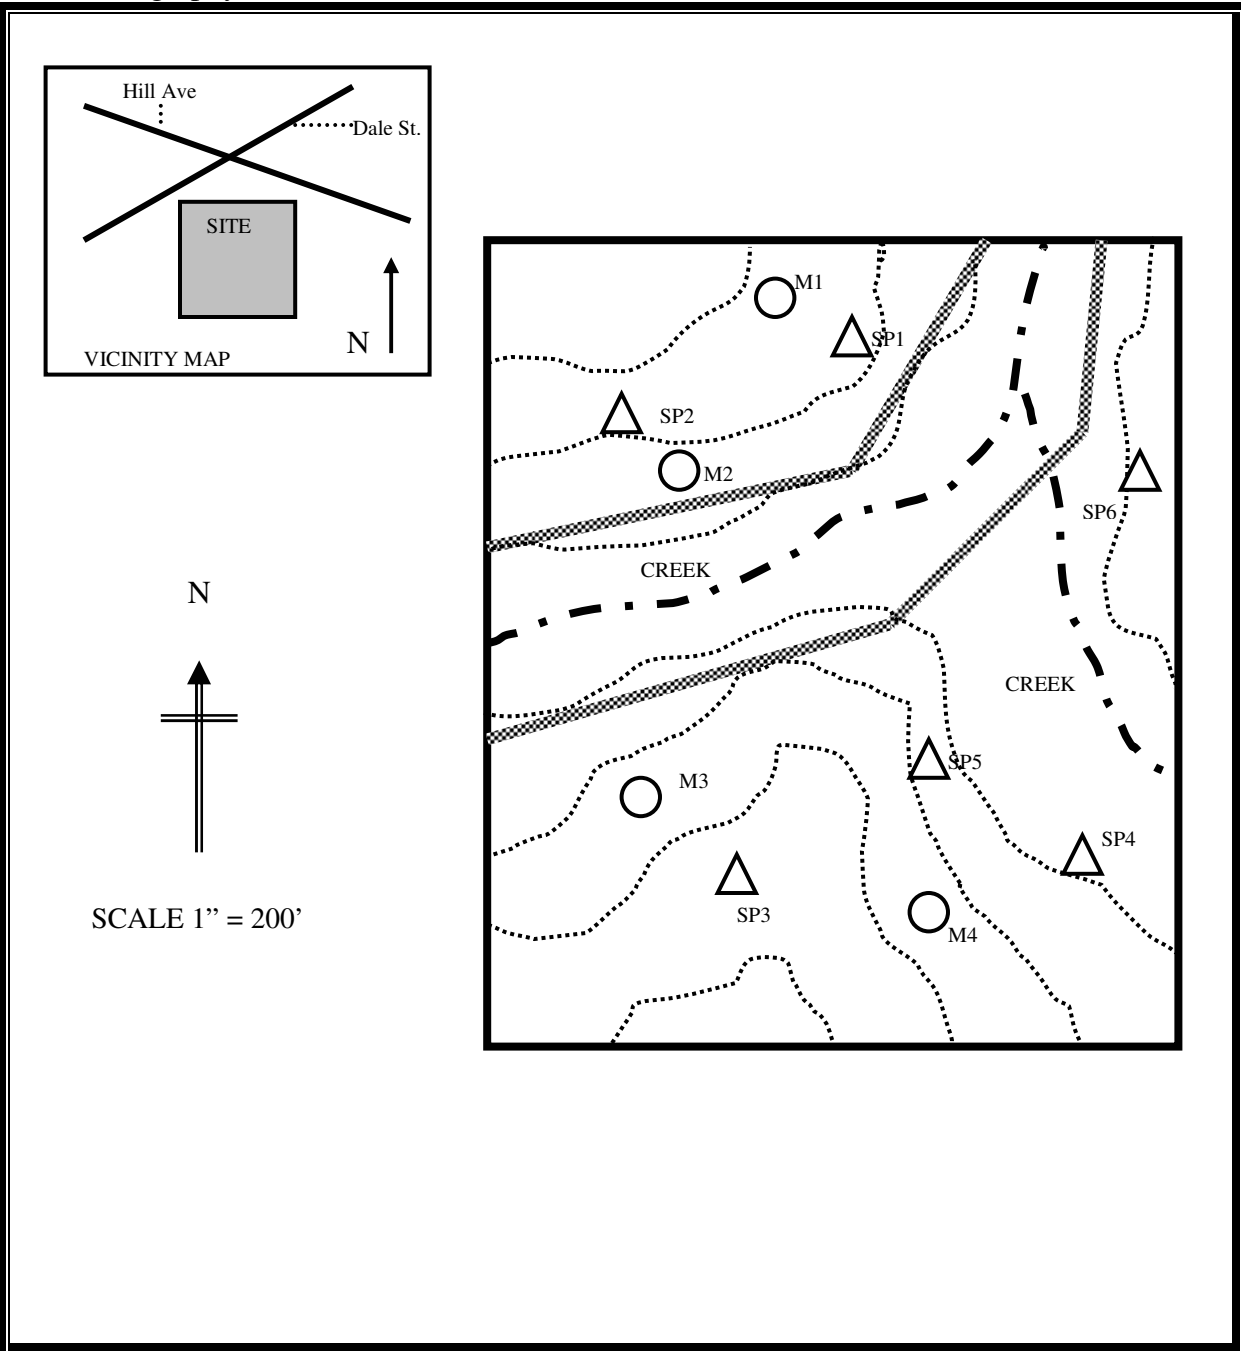 Hill Ave
Dale St.
SITE
N
VICINITY MAP
M1
SP1
SP2
M2
SP6
CREEK
N
CREEK
SP5
M3
SP4
SCALE 1” = 200’
SP3
M4